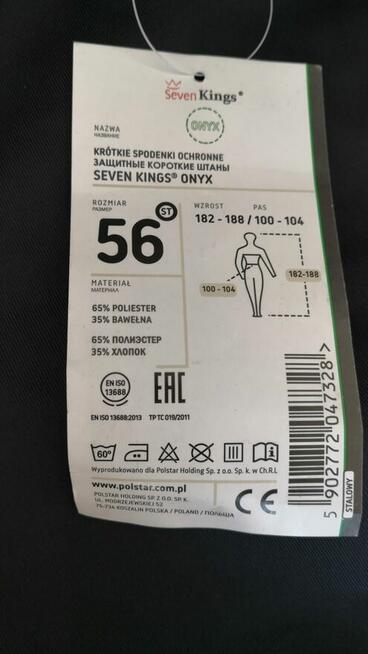 Seven Kings®
ONYX
NAZWA
НАЗВАНИЕ
KRÓTKIE SPODENKI OCHRONNE
ЗАЩИТНЫЕ КОРОТКИЕ ШТАНЫ
SEVEN KINGS® ONYX
ROZMIAR
РАЗМЕР
56 ST
WZROST PAS
182 - 188 / 100 - 104
182-188
100 - 104
MATERIAŁ
МАТЕРИАЛ
65% POLIESTER
35% BAWEŁNA
65% ПОЛИЭСТЕР
35% ХЛОПОК
EN ISO
13688
EAC
EN ISO 13688:2013 TP TC 019/2011
60°
Wyprodukowano dla Polstar Holding Sp. z o.o. Sp. k. w Ch.R.L
www.polstar.com.pl
POLSTAR HOLDING SP Z O.O. SP K.
UL. MODRZEJEWSKIEJ 52
75-734 KOSZALIN POLSKA / POLAND / ПОЛЬША
CE
5 902772 047328 >
STALOWY